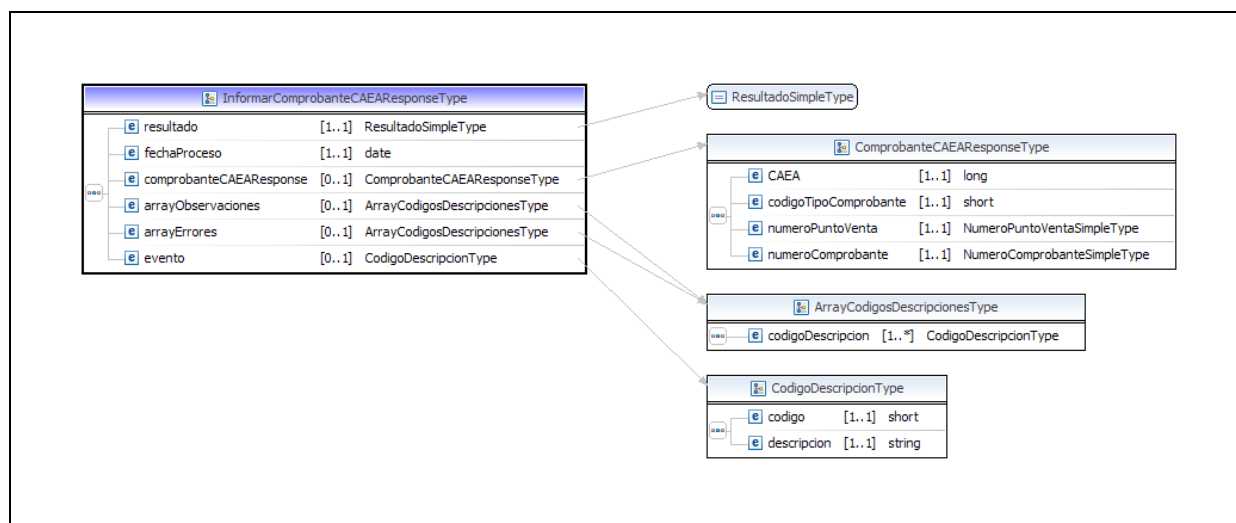 InformarComprobanteCAEAResponseType
e resultado [1..1] ResultadoSimpleType
e fechaProceso [1..1] date
e comprobanteCAEAResponse [0..1] ComprobanteCAEAResponseType
e arrayObservaciones [0..1] ArrayCodigosDescripcionesType
e arrayErrores [0..1] ArrayCodigosDescripcionesType
e evento [0..1] CodigoDescripcionType
ResultadoSimpleType
ComprobanteCAEAResponseType
e CAEA [1..1] long
e codigoTipoComprobante [1..1] short
e numeroPuntoVenta [1..1] NumeroPuntoVentaSimpleType
e numeroComprobante [1..1] NumeroComprobanteSimpleType
ArrayCodigosDescripcionesType
e codigoDescripcion [1..*] CodigoDescripcionType
CodigoDescripcionType
e codigo [1..1] short
e descripcion [1..1] string